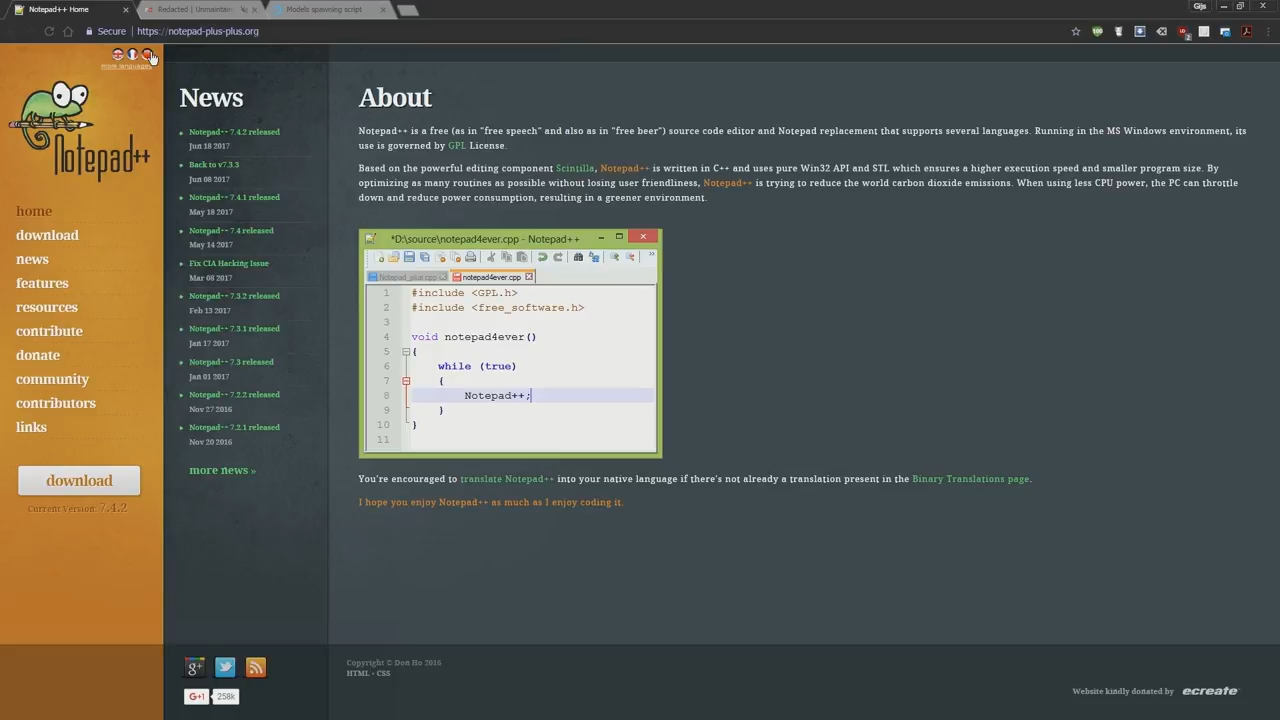 Notepad++ Home
Redacted | Unmaintain
Models spawning script
Gijs
Secure
https://notepad-plus-plus.org
more languages
Notepad++
home
download
news
features
resources
contribute
donate
community
contributors
links
download
Current Version: 7.4.2
News
Notepad++ 7.4.2 released
Jun 18 2017
Back to v7.3.3
Jun 08 2017
Notepad++ 7.4.1 released
May 18 2017
Notepad++ 7.4 released
May 14 2017
Fix CIA Hacking Issue
Mar 08 2017
Notepad++ 7.3.2 released
Feb 13 2017
Notepad++ 7.3.1 released
Jan 17 2017
Notepad++ 7.3 released
Jan 01 2017
Notepad++ 7.2.2 released
Nov 27 2016
Notepad++ 7.2.1 released
Nov 20 2016
more news »
About
Notepad++ is a free (as in "free speech" and also as in "free beer") source code editor and Notepad replacement that supports several languages. Running in the MS Windows environment, its
use is governed by GPL License.
Based on the powerful editing component Scintilla, Notepad++ is written in C++ and uses pure Win32 API and STL which ensures a higher execution speed and smaller program size. By
optimizing as many routines as possible without losing user friendliness, Notepad++ is trying to reduce the world carbon dioxide emissions. When using less CPU power, the PC can throttle
down and reduce power consumption, resulting in a greener environment.
*D:\source\notepad4ever.cpp - Notepad++
Notepad_plus.cpp
notepad4ever.cpp
1 #include <GPL.h>
2 #include <free_software.h>
3
4 void notepad4ever()
5 {
6 while (true)
7 {
8 Notepad++;
9 }
10 }
11
You're encouraged to translate Notepad++ into your native language if there's not already a translation present in the Binary Translations page.
I hope you enjoy Notepad++ as much as I enjoy coding it.
g+
G+1
258k
Copyright © Don Ho 2016
HTML - CSS
Website kindly donated by ecreate